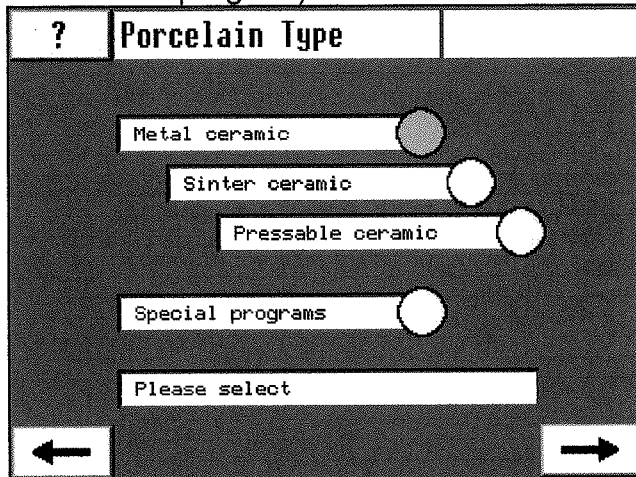 ? Porcelain Type
Metal ceramic
Sinter ceramic
Pressable ceramic
Special programs
Please select